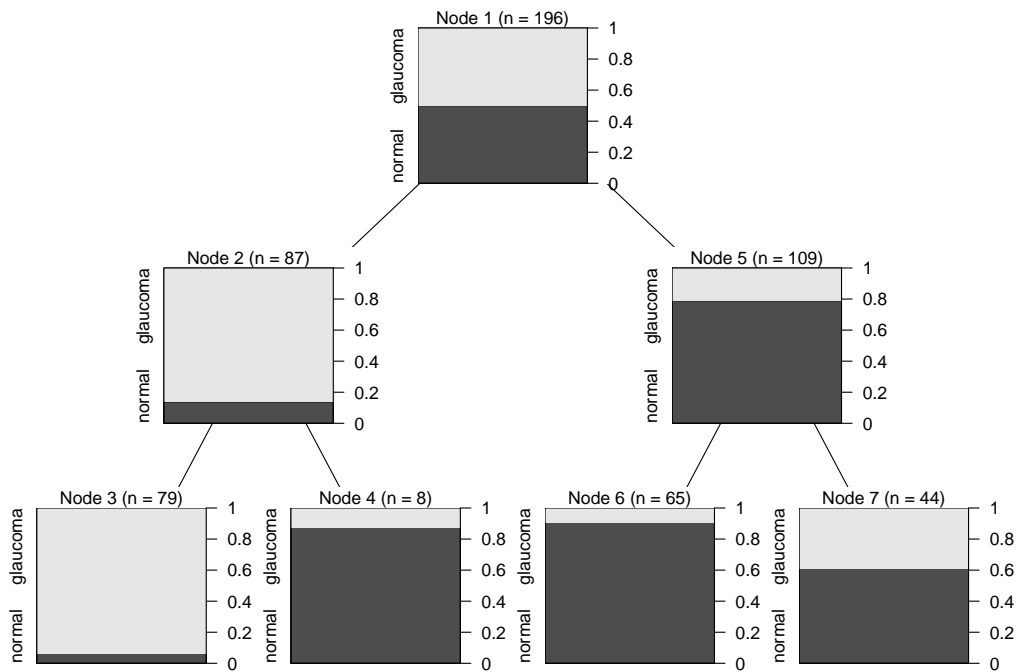 Node 1 (n = 196)
glaucoma
normal
1
0.8
0.6
0.4
0.2
0
Node 2 (n = 87)
glaucoma
normal
1
0.8
0.6
0.4
0.2
0
Node 5 (n = 109)
glaucoma
normal
1
0.8
0.6
0.4
0.2
0
Node 3 (n = 79)
glaucoma
normal
1
0.8
0.6
0.4
0.2
0
Node 4 (n = 8)
glaucoma
normal
1
0.8
0.6
0.4
0.2
0
Node 6 (n = 65)
glaucoma
normal
1
0.8
0.6
0.4
0.2
0
Node 7 (n = 44)
glaucoma
normal
1
0.8
0.6
0.4
0.2
0